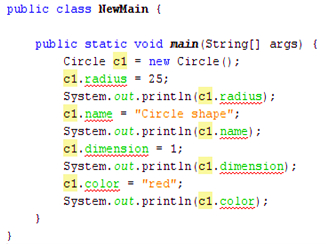 public class NewMain {
public static void main(String[] args) {
Circle c1 = new Circle();
c1.radius = 25;
System.out.println(c1.radius);
c1.name = "Circle shape";
System.out.println(c1.name);
c1.dimension = 1;
System.out.println(c1.dimension);
c1.color = "red";
System.out.println(c1.color);
}
}